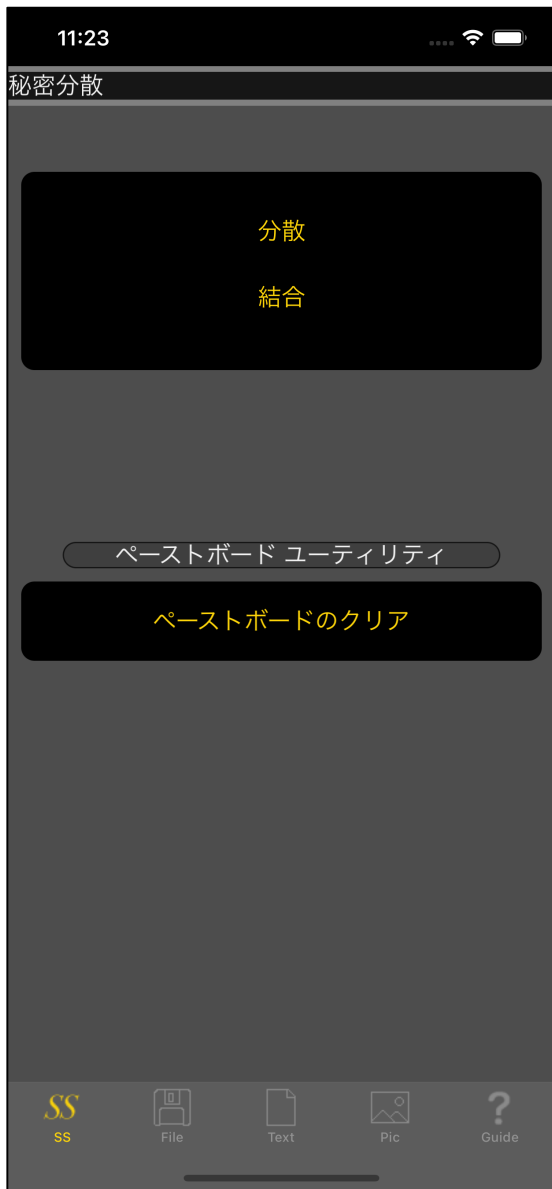 11:23
秘密分散
分散
結合
ペーストボード ユーティリティ
ペーストボードのクリア
SS
SS File Text Pic Guide